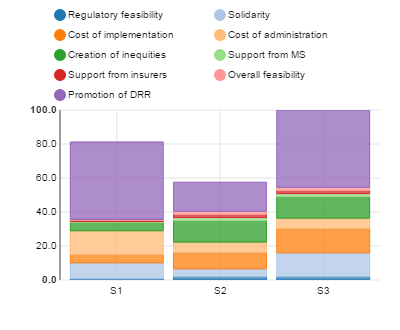 Regulatory feasibility Solidarity
Cost of implementation Cost of administration
Creation of inequities Support from MS
Support from insurers Overall feasibility
Promotion of DRR
100.0
80.0
60.0
40.0
20.0
0.0
S1 S2 S3